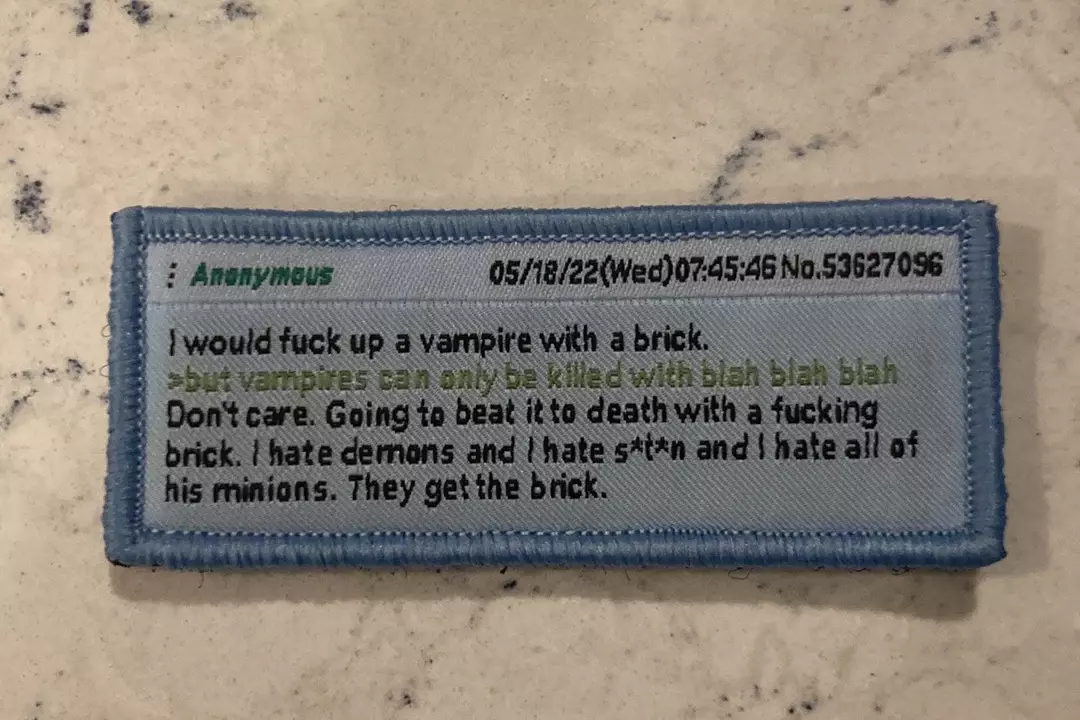 ⋮ Anonymous 05/18/22(Wed)07:45:46 No.53627096
I would fuck up a vampire with a brick.
>but vampires can only be killed with blah blah blah
Don't care. Going to beat it to death with a fucking
brick. I hate demons and I hate s*t*n and I hate all of
his minions. They get the brick.